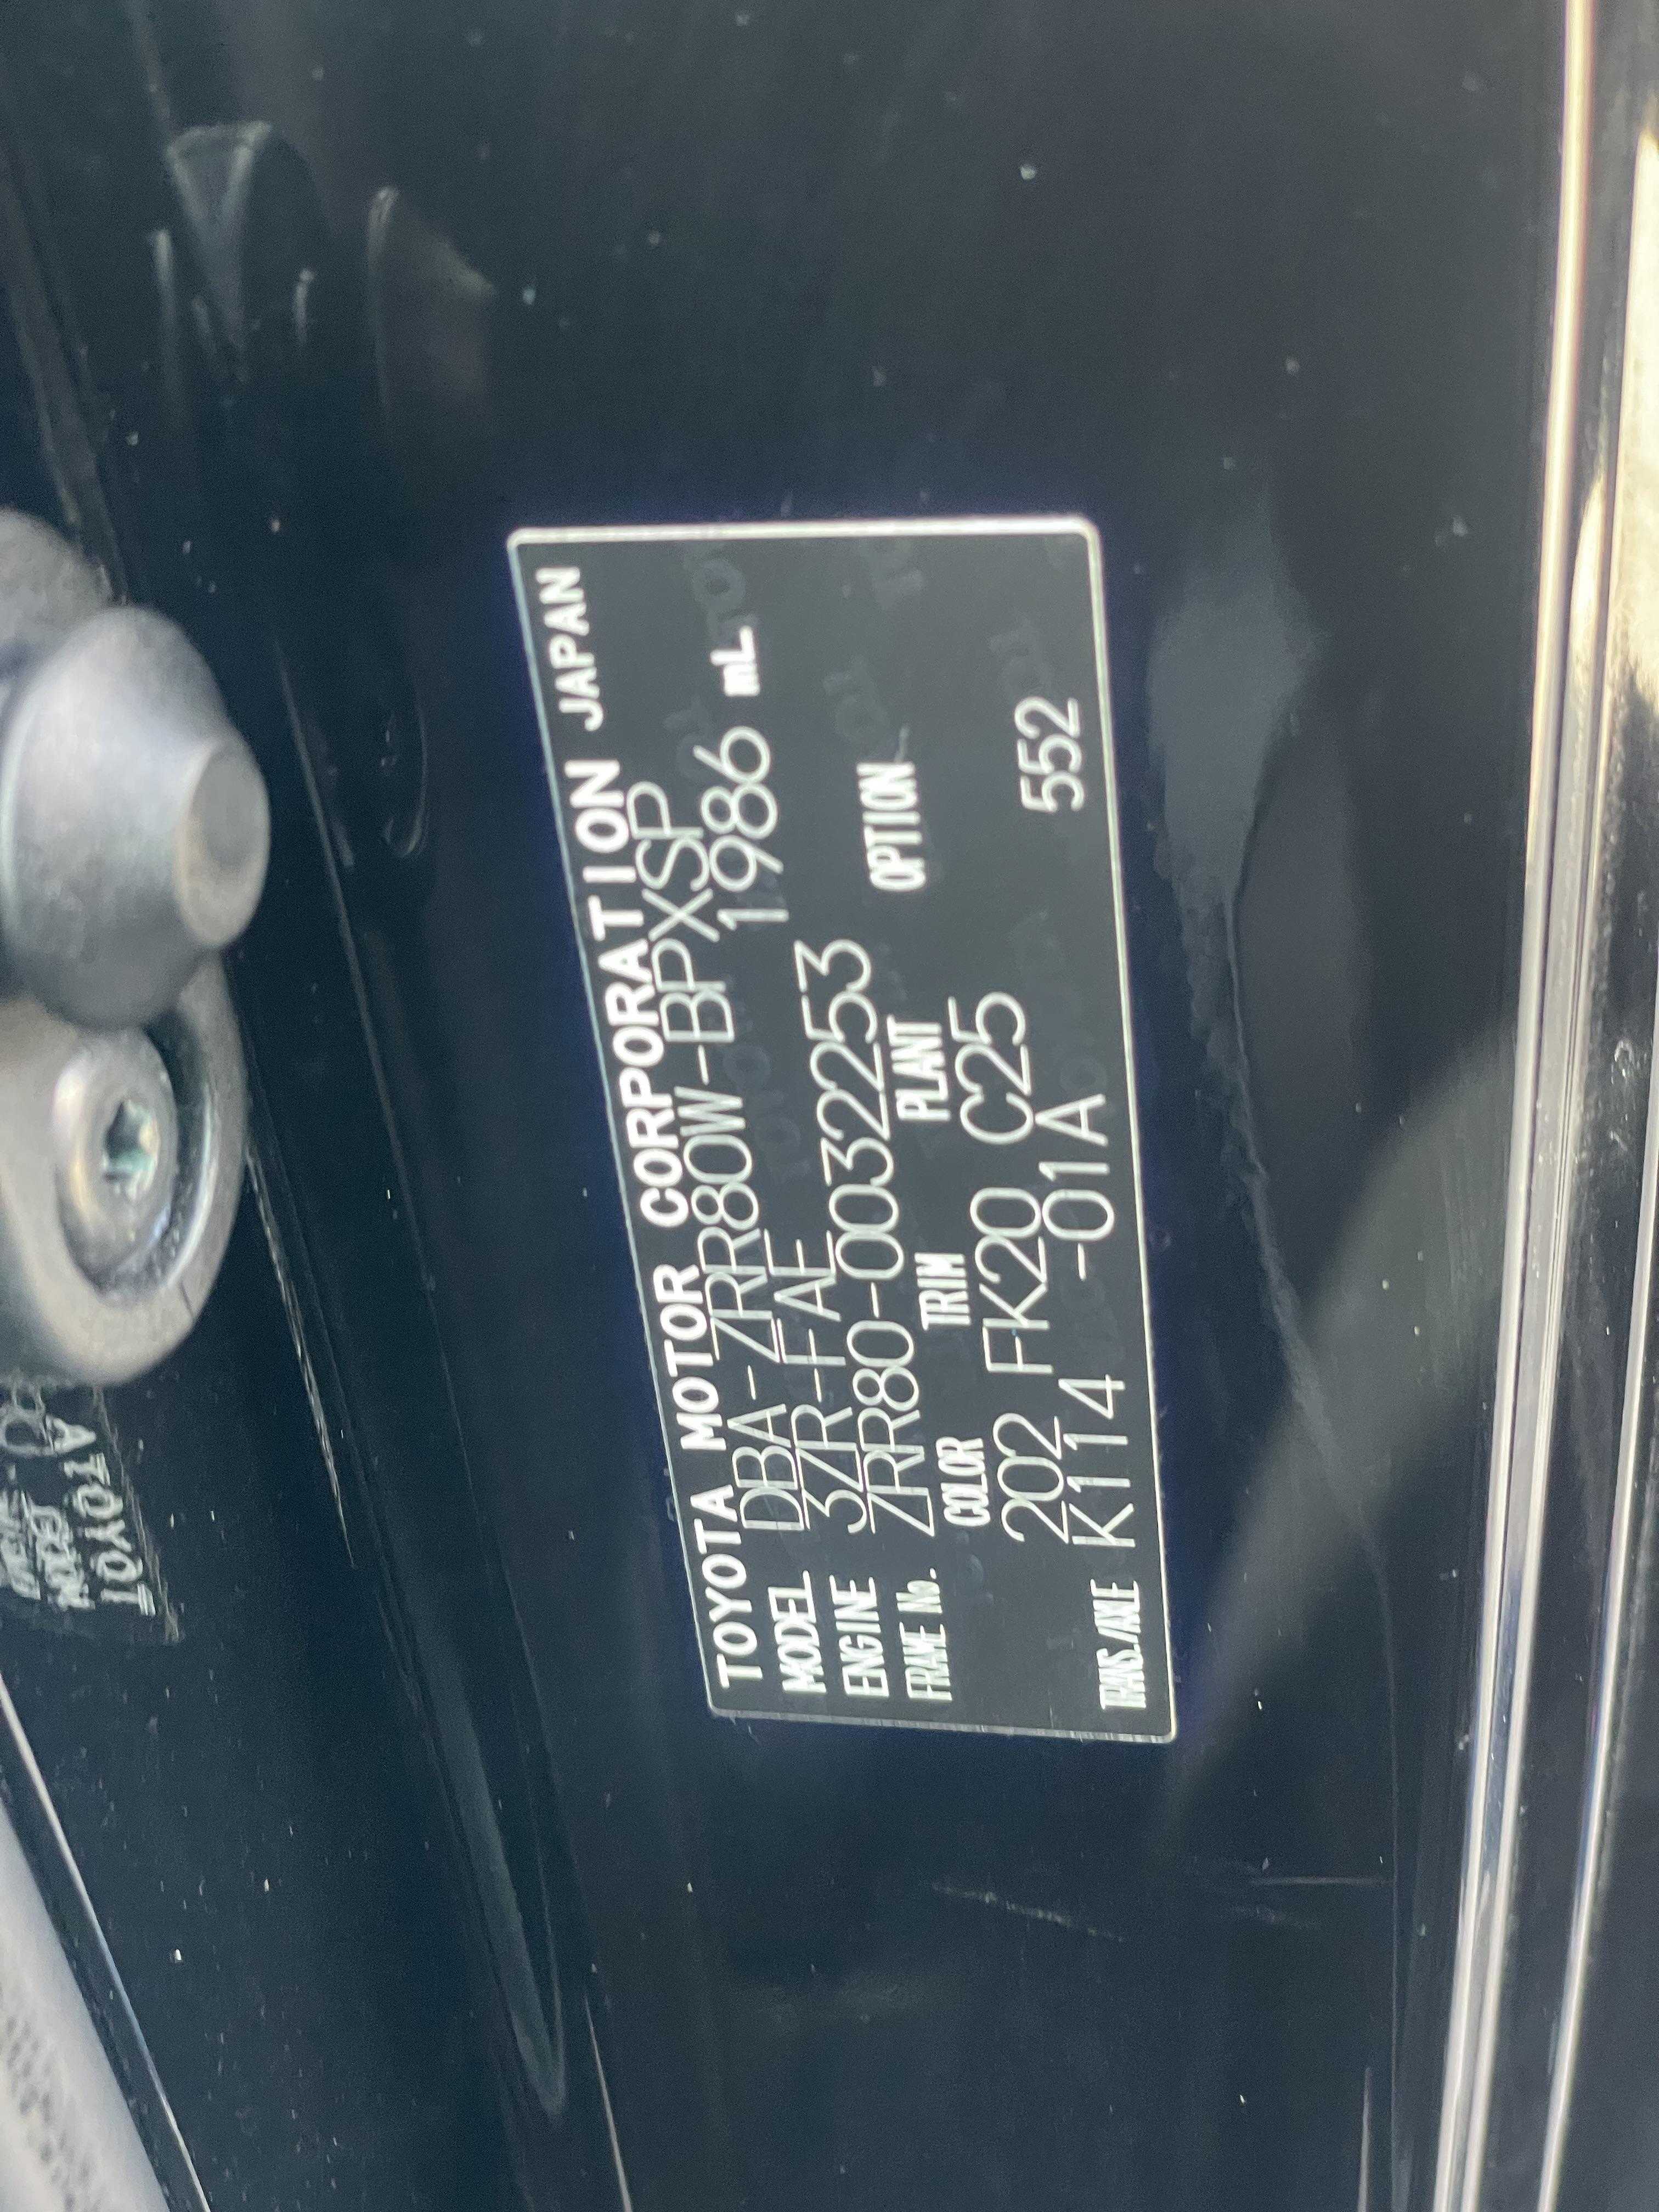 TOYOTA MOTOR CORPORATION JAPAN
MODEL DBA-ZRR80W-BPXSP
ENGINE 3ZR-FAE 1986 mL
FRAME No. ZRR80-0032253
COLOR TRIM PLANT OPTION
202 FK20 C25
TRANS./AXLE K114 -01A 552